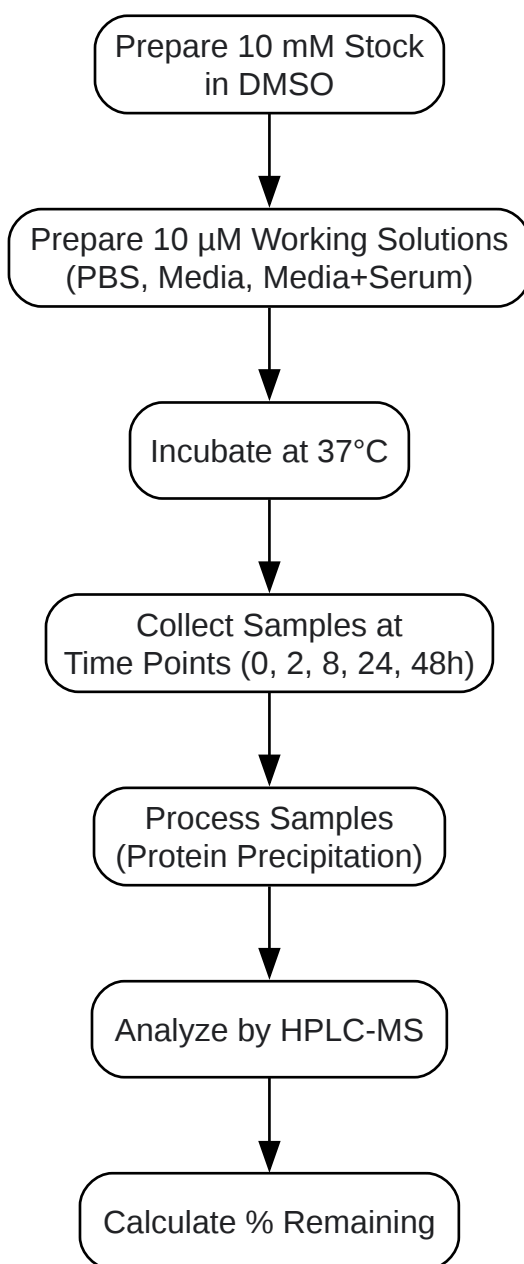 Prepare 10 mM Stock
in DMSO
Prepare 10 µM Working Solutions
(PBS, Media, Media+Serum)
Incubate at 37°C
Collect Samples at
Time Points (0, 2, 8, 24, 48h)
Process Samples
(Protein Precipitation)
Analyze by HPLC-MS
Calculate % Remaining